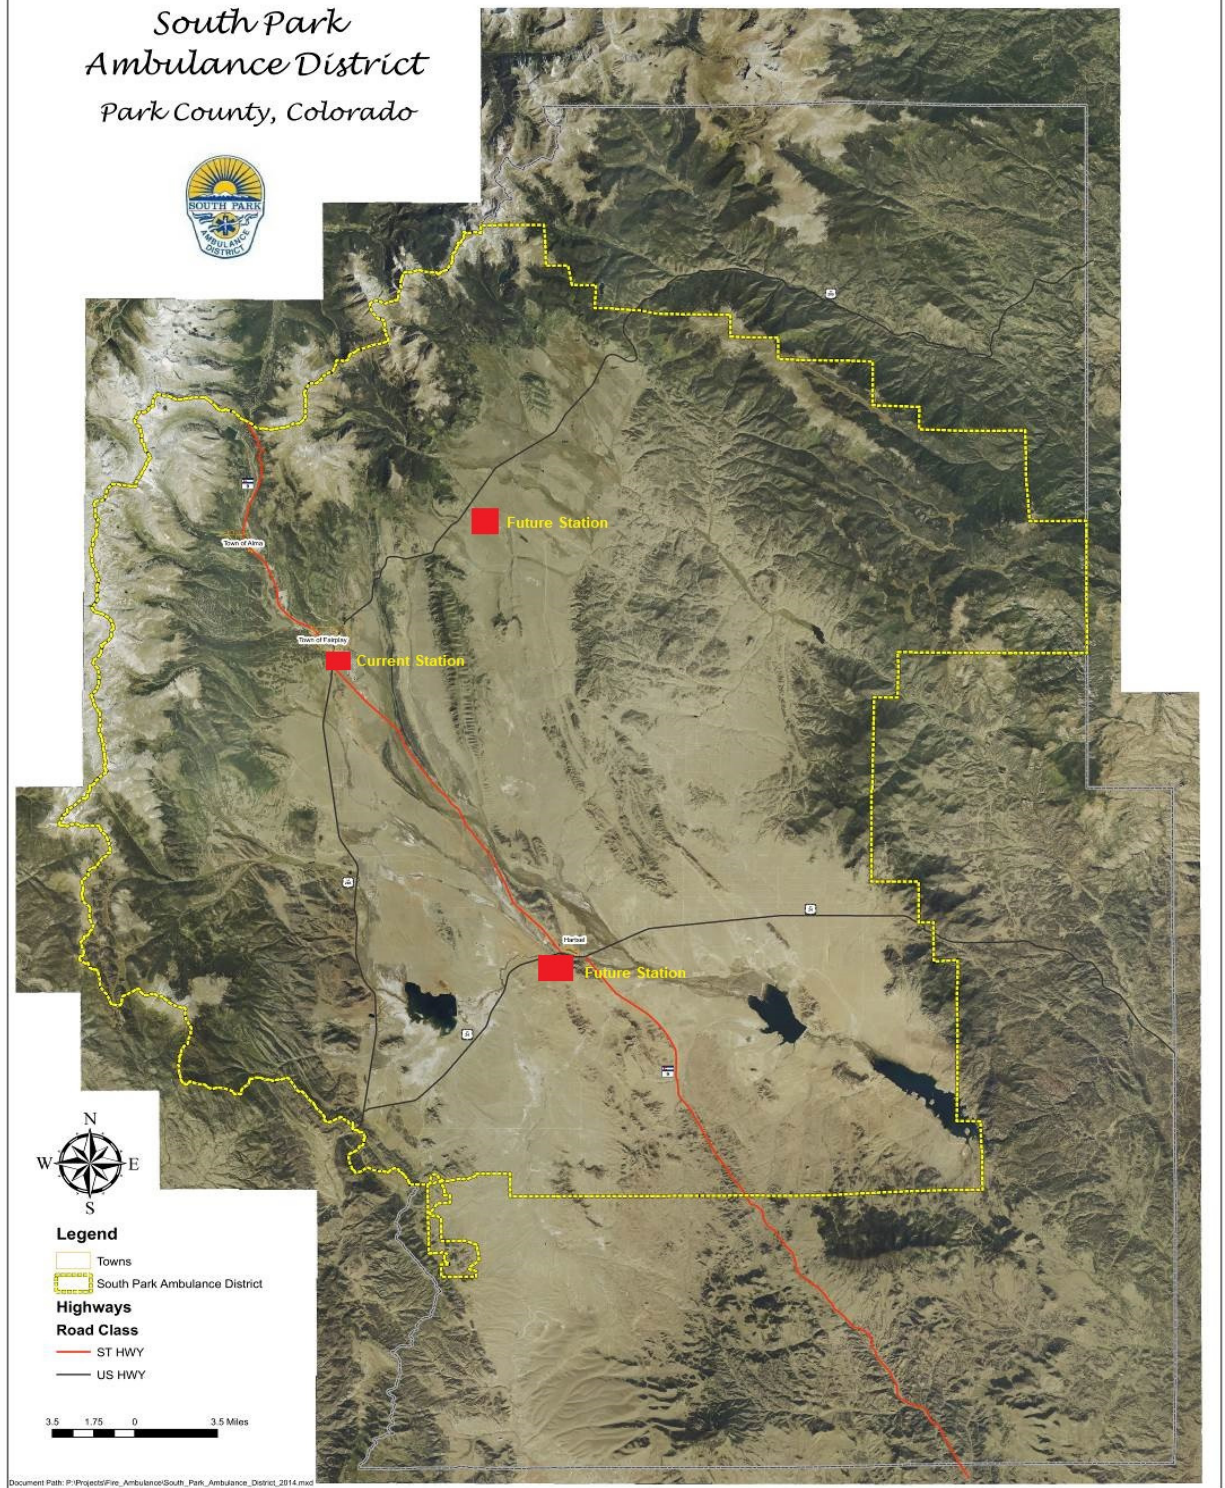 South Park
Ambulance District
Park County, Colorado
SOUTH PARK
AMBULANCE
DISTRICT
9
Town of Alma
Future Station
Town of Fairplay
Current Station
Hartsel
Future Station
9
N
W E
S
Legend
Towns
South Park Ambulance District
Highways
Road Class
ST HWY
US HWY
3.5 1.75 0 3.5 Miles
Document Path: P:\Projects\Fire_Ambulance\South_Park_Ambulance_District_2014.mxd